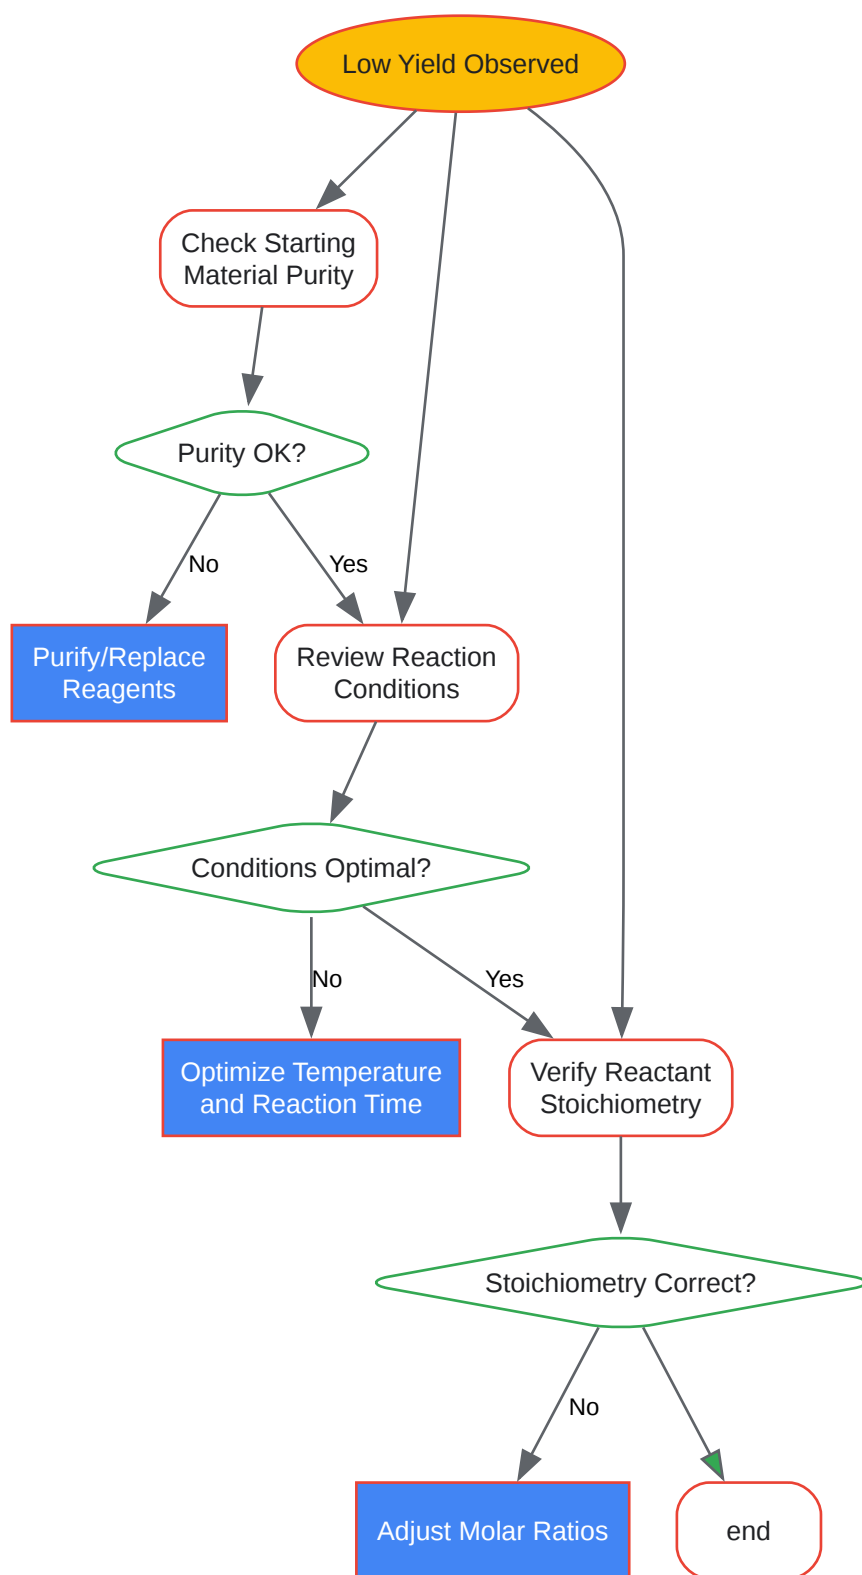 Low Yield Observed
Check Starting
Material Purity
Purity OK?
No
Yes
Purify/Replace
Reagents
Review Reaction
Conditions
Conditions Optimal?
No
Yes
Optimize Temperature
and Reaction Time
Verify Reactant
Stoichiometry
Stoichiometry Correct?
No
Adjust Molar Ratios
end